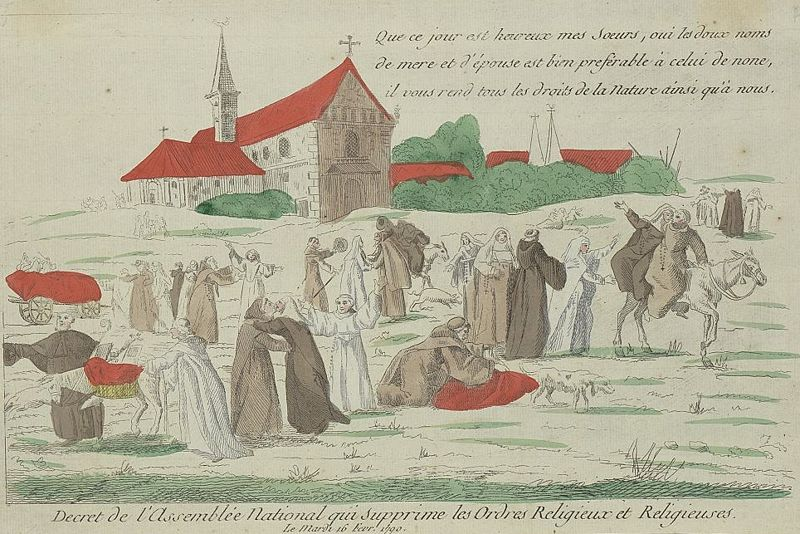 Que ce jour est heureux mes Sœurs, oui les doux noms
de mere et d'épouse est bien preférable à celui de none,
il vous rend tous les droits de la Nature ainsi qu'à nous.
Decret de l'Assemblée National qui supprime les Ordres Religieux et Religieuses.
Le Mardi 16 Fevr. 1790.